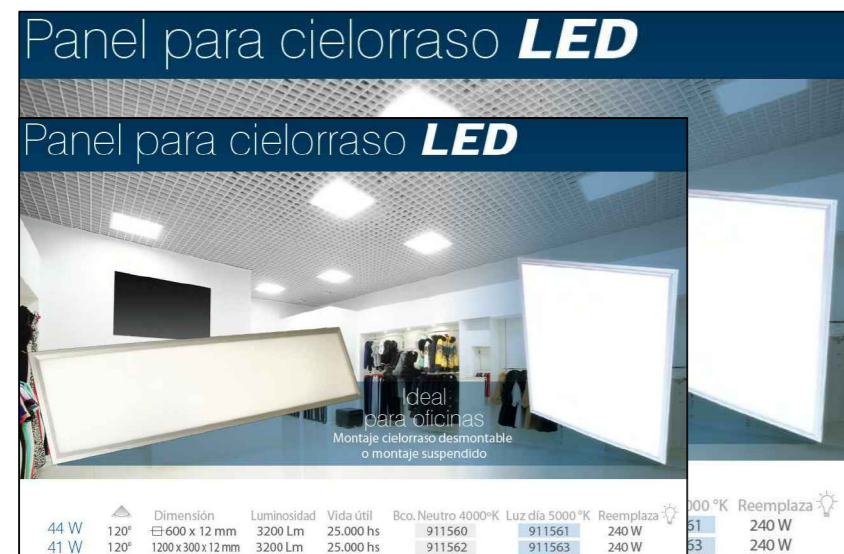 Panel para cielorraso LED
Panel para cielorraso LED
Ideal
para oficinas
Montaje cielorraso desmontable
o montaje suspendido
Dimensión Luminosidad Vida útil Bco. Neutro 4000ºK Luz día 5000 °K Reemplaza
44 W 120° 600 x 12 mm 3200 Lm 25.000 hs 911560 911561 240 W
41 W 120° 1200 x 300 x 12 mm 3200 Lm 25.000 hs 911562 911563 240 W
000 °K Reemplaza
61 240 W
63 240 W